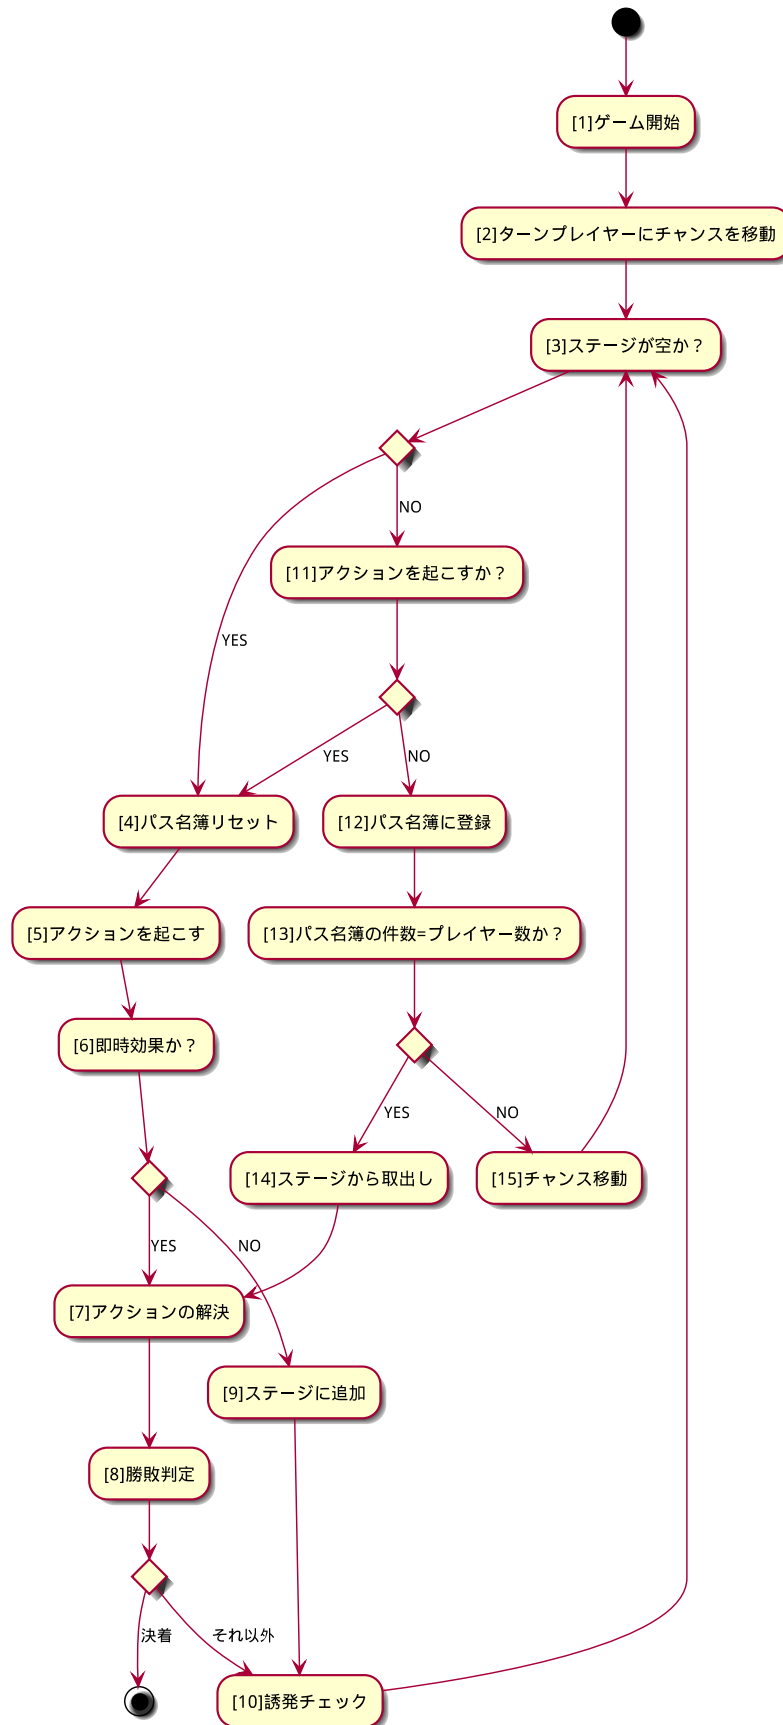 [1]ゲーム開始
[2]ターンプレイヤーにチャンスを移動
[3]ステージが空か？
NO
[11]アクションを起こすか？
YES
YES
NO
[4]パス名簿リセット
[12]パス名簿に登録
[5]アクションを起こす
[13]パス名簿の件数=プレイヤー数か？
[6]即時効果か？
YES
NO
[14]ステージから取出し
[15]チャンス移動
YES
NO
[7]アクションの解決
[9]ステージに追加
[8]勝敗判定
決着
それ以外
[10]誘発チェック